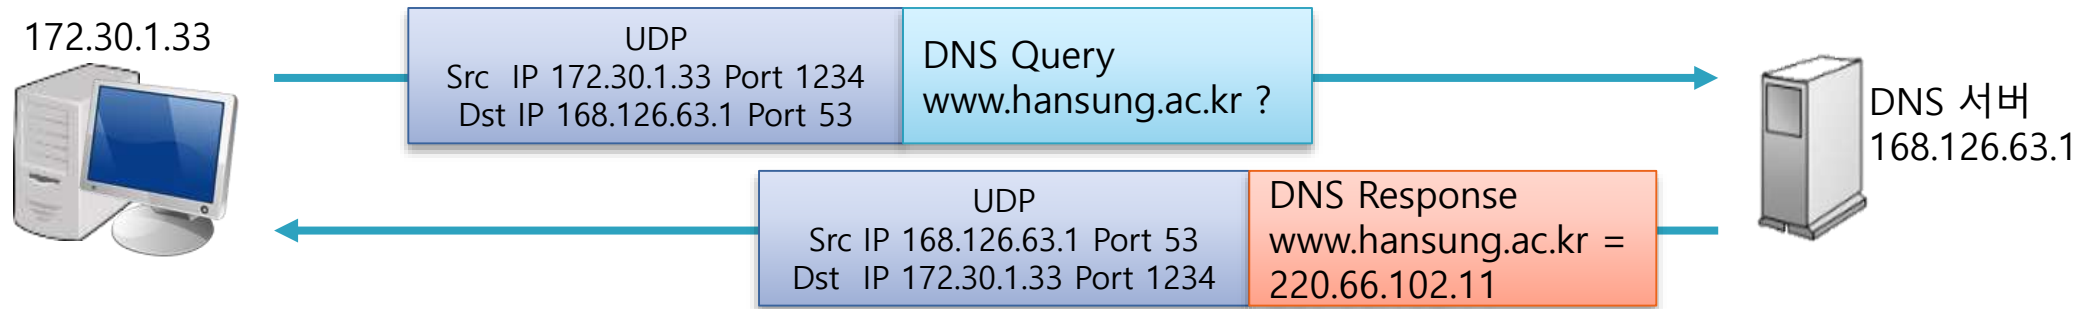 172.30.1.33
UDP
Src IP 172.30.1.33 Port 1234
Dst IP 168.126.63.1 Port 53
DNS Query
www.hansung.ac.kr ?
DNS 서버
168.126.63.1
UDP
Src IP 168.126.63.1 Port 53
Dst IP 172.30.1.33 Port 1234
DNS Response
www.hansung.ac.kr =
220.66.102.11